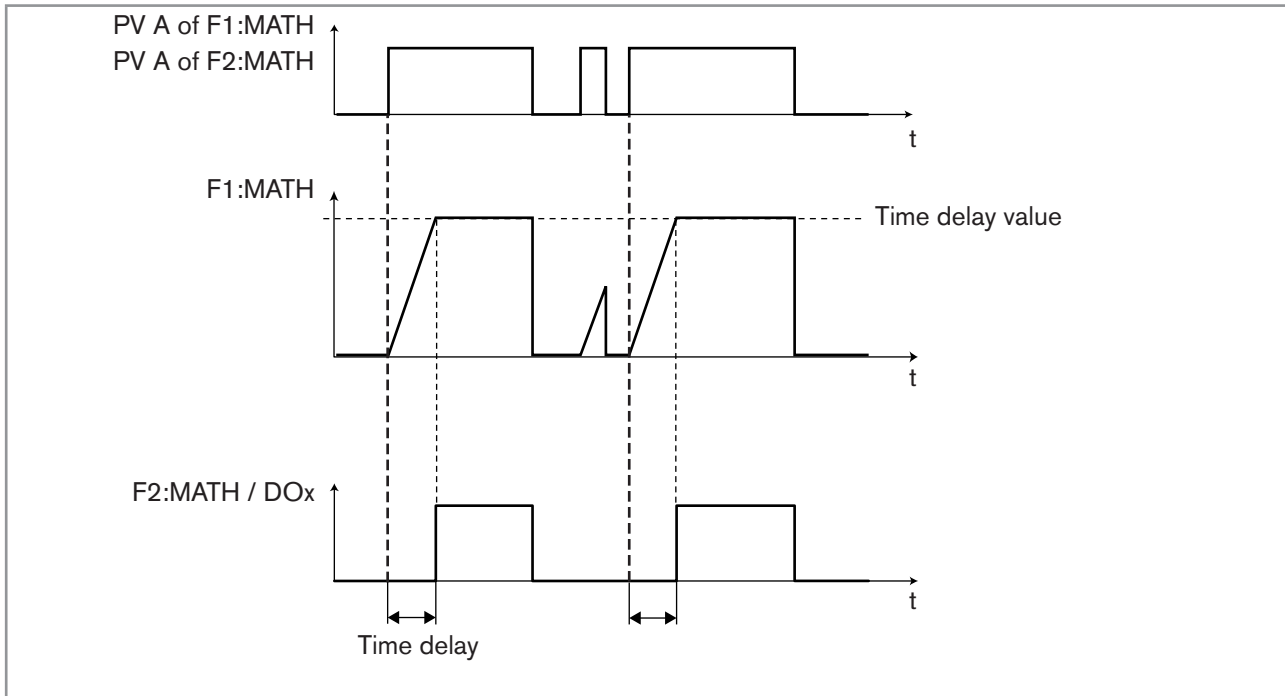 PV A of F1:MATH
PV A of F2:MATH
t
F1:MATH
Time delay value
t
F2:MATH / DOx
t
Time delay